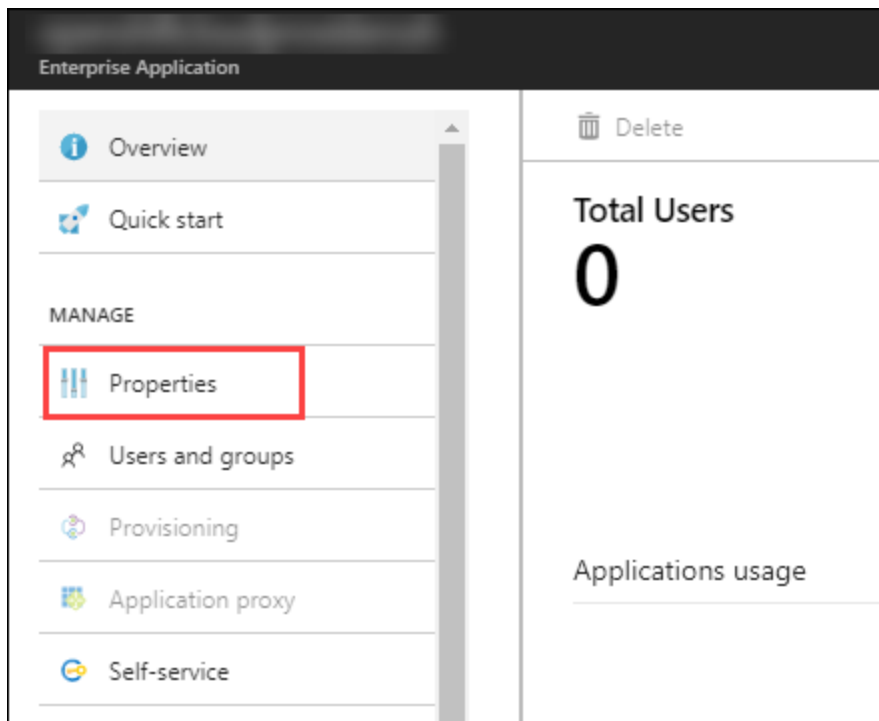 Enterprise Application
Overview
Quick start
MANAGE
Properties
Users and groups
Provisioning
Application proxy
Self-service
Delete
Total Users
0
Applications usage